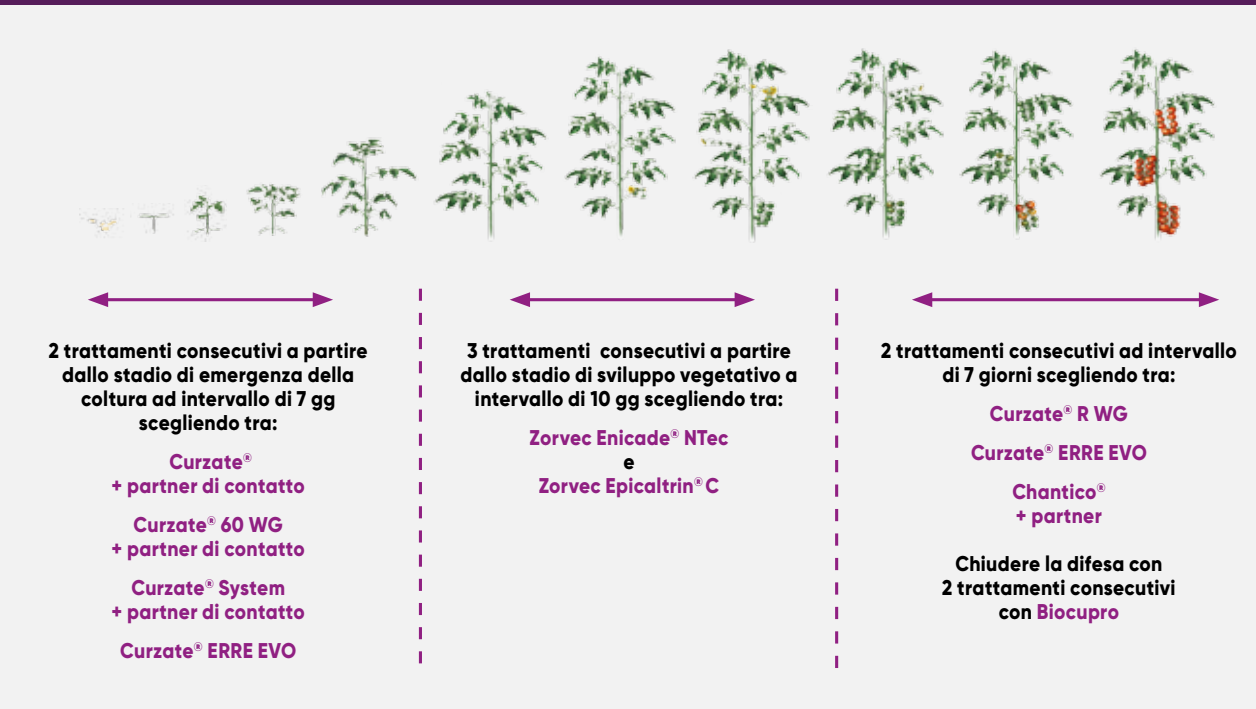 2 trattamenti consecutivi a partire
dallo stadio di emergenza della
coltura ad intervallo di 7 gg
scegliendo tra:
Curzate®
+ partner di contatto
Curzate® 60 WG
+ partner di contatto
Curzate® System
+ partner di contatto
Curzate® ERRE EVO
3 trattamenti consecutivi a partire
dallo stadio di sviluppo vegetativo a
intervallo di 10 gg scegliendo tra:
Zorvec Enicade® NTec
e
Zorvec Epicaltrin® C
2 trattamenti consecutivi ad intervallo
di 7 giorni scegliendo tra:
Curzate® R WG
Curzate® ERRE EVO
Chantico®
+ partner
Chiudere la difesa con
2 trattamenti consecutivi
con Biocupro